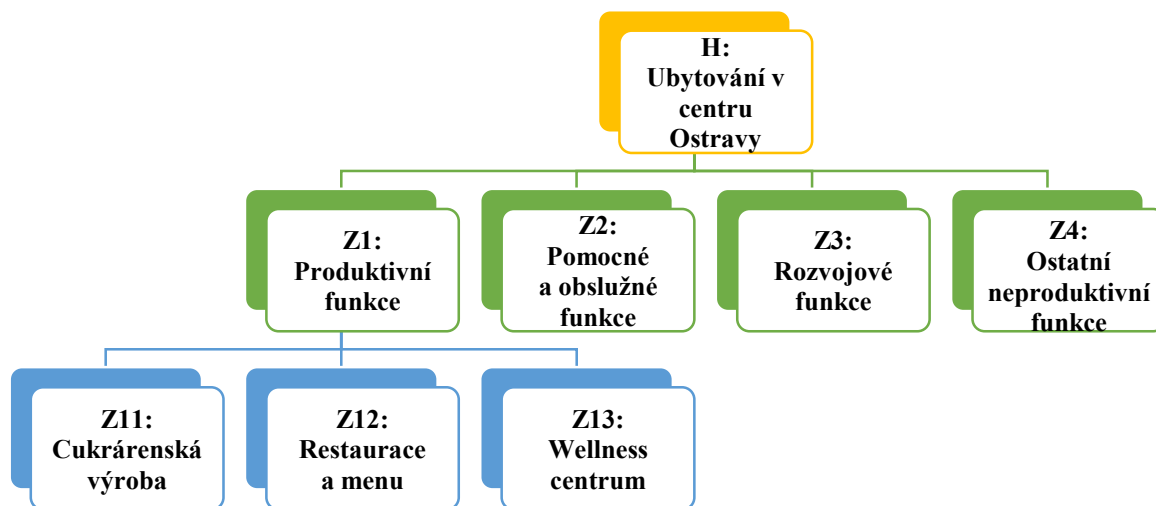 H:
Ubytování v
centru
Ostravy
Z1:
Produktivní
funkce
Z2:
Pomocné
a obslužné
funkce
Z3:
Rozvojové
funkce
Z4:
Ostatní
neproduktivní
funkce
Z11:
Cukrárenská
výroba
Z12:
Restaurace
a menu
Z13:
Wellness
centrum